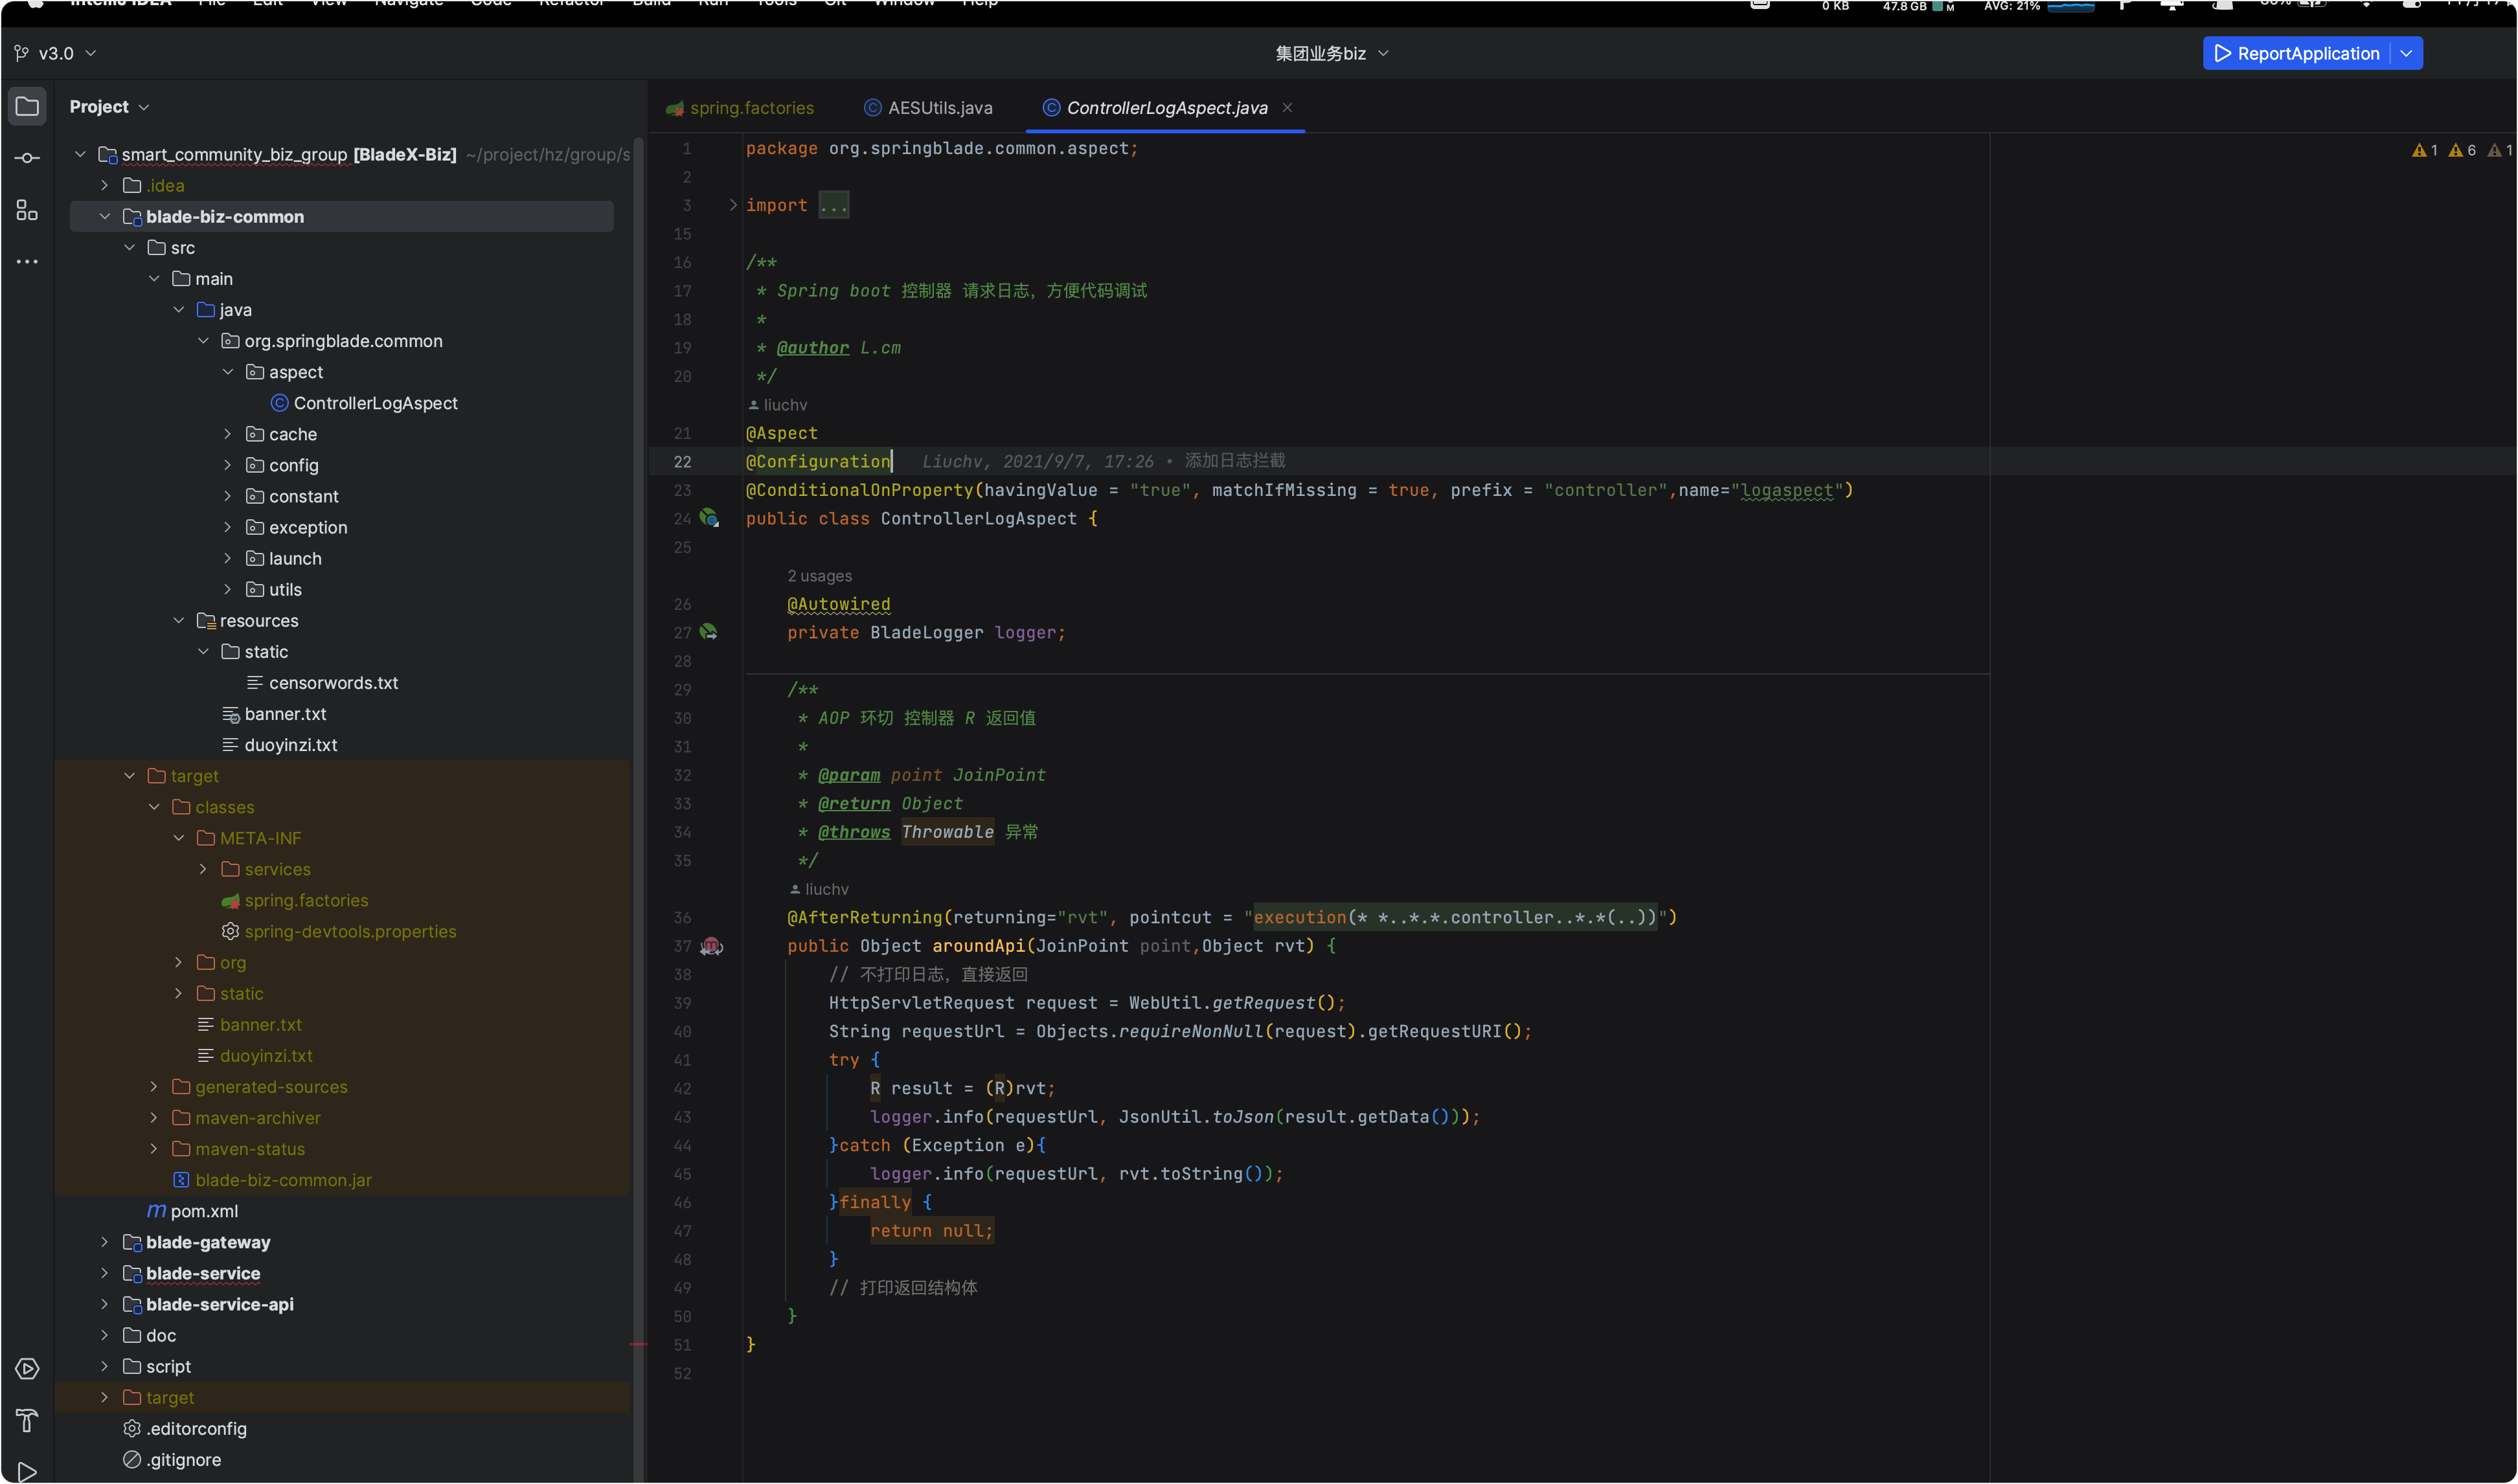 IntelliJ IDEA File Edit View Navigate Code Refactor Build Run Tools Git Window Help
0 KB 47.8 GB M AVG: 21%
v3.0
集团业务biz
ReportApplication
Project
smart_community_biz_group [BladeX-Biz] ~/project/hz/group/s
.idea
blade-biz-common
src
main
java
org.springblade.common
aspect
ControllerLogAspect
cache
config
constant
exception
launch
utils
resources
static
censorwords.txt
banner.txt
duoyinzi.txt
target
classes
META-INF
services
spring.factories
spring-devtools.properties
org
static
banner.txt
duoyinzi.txt
generated-sources
maven-archiver
maven-status
blade-biz-common.jar
pom.xml
blade-gateway
blade-service
blade-service-api
doc
script
target
.editorconfig
.gitignore
spring.factories AESUtils.java ControllerLogAspect.java
1 6 1
1 package org.springblade.common.aspect;
2
3 import ...
15
16 /**
17 * Spring boot 控制器 请求日志，方便代码调试
18 *
19 * @author L.cm
20 */
liuchv
21 @Aspect
22 @Configuration Liuchv, 2021/9/7, 17:26 • 添加日志拦截
23 @ConditionalOnProperty(havingValue = "true", matchIfMissing = true, prefix = "controller",name="logaspect")
24 public class ControllerLogAspect {
25
2 usages
26 @Autowired
27 private BladeLogger logger;
28
29 /**
30 * AOP 环切 控制器 R 返回值
31 *
32 * @param point JoinPoint
33 * @return Object
34 * @throws Throwable 异常
35 */
liuchv
36 @AfterReturning(returning="rvt", pointcut = "execution(* *..*.*.controller..*.*(..))")
37 public Object aroundApi(JoinPoint point,Object rvt) {
38 // 不打印日志，直接返回
39 HttpServletRequest request = WebUtil.getRequest();
40 String requestUrl = Objects.requireNonNull(request).getRequestURI();
41 try {
42 R result = (R)rvt;
43 logger.info(requestUrl, JsonUtil.toJson(result.getData()));
44 }catch (Exception e){
45 logger.info(requestUrl, rvt.toString());
46 }finally {
47 return null;
48 }
49 // 打印返回结构体
50 }
51 }
52